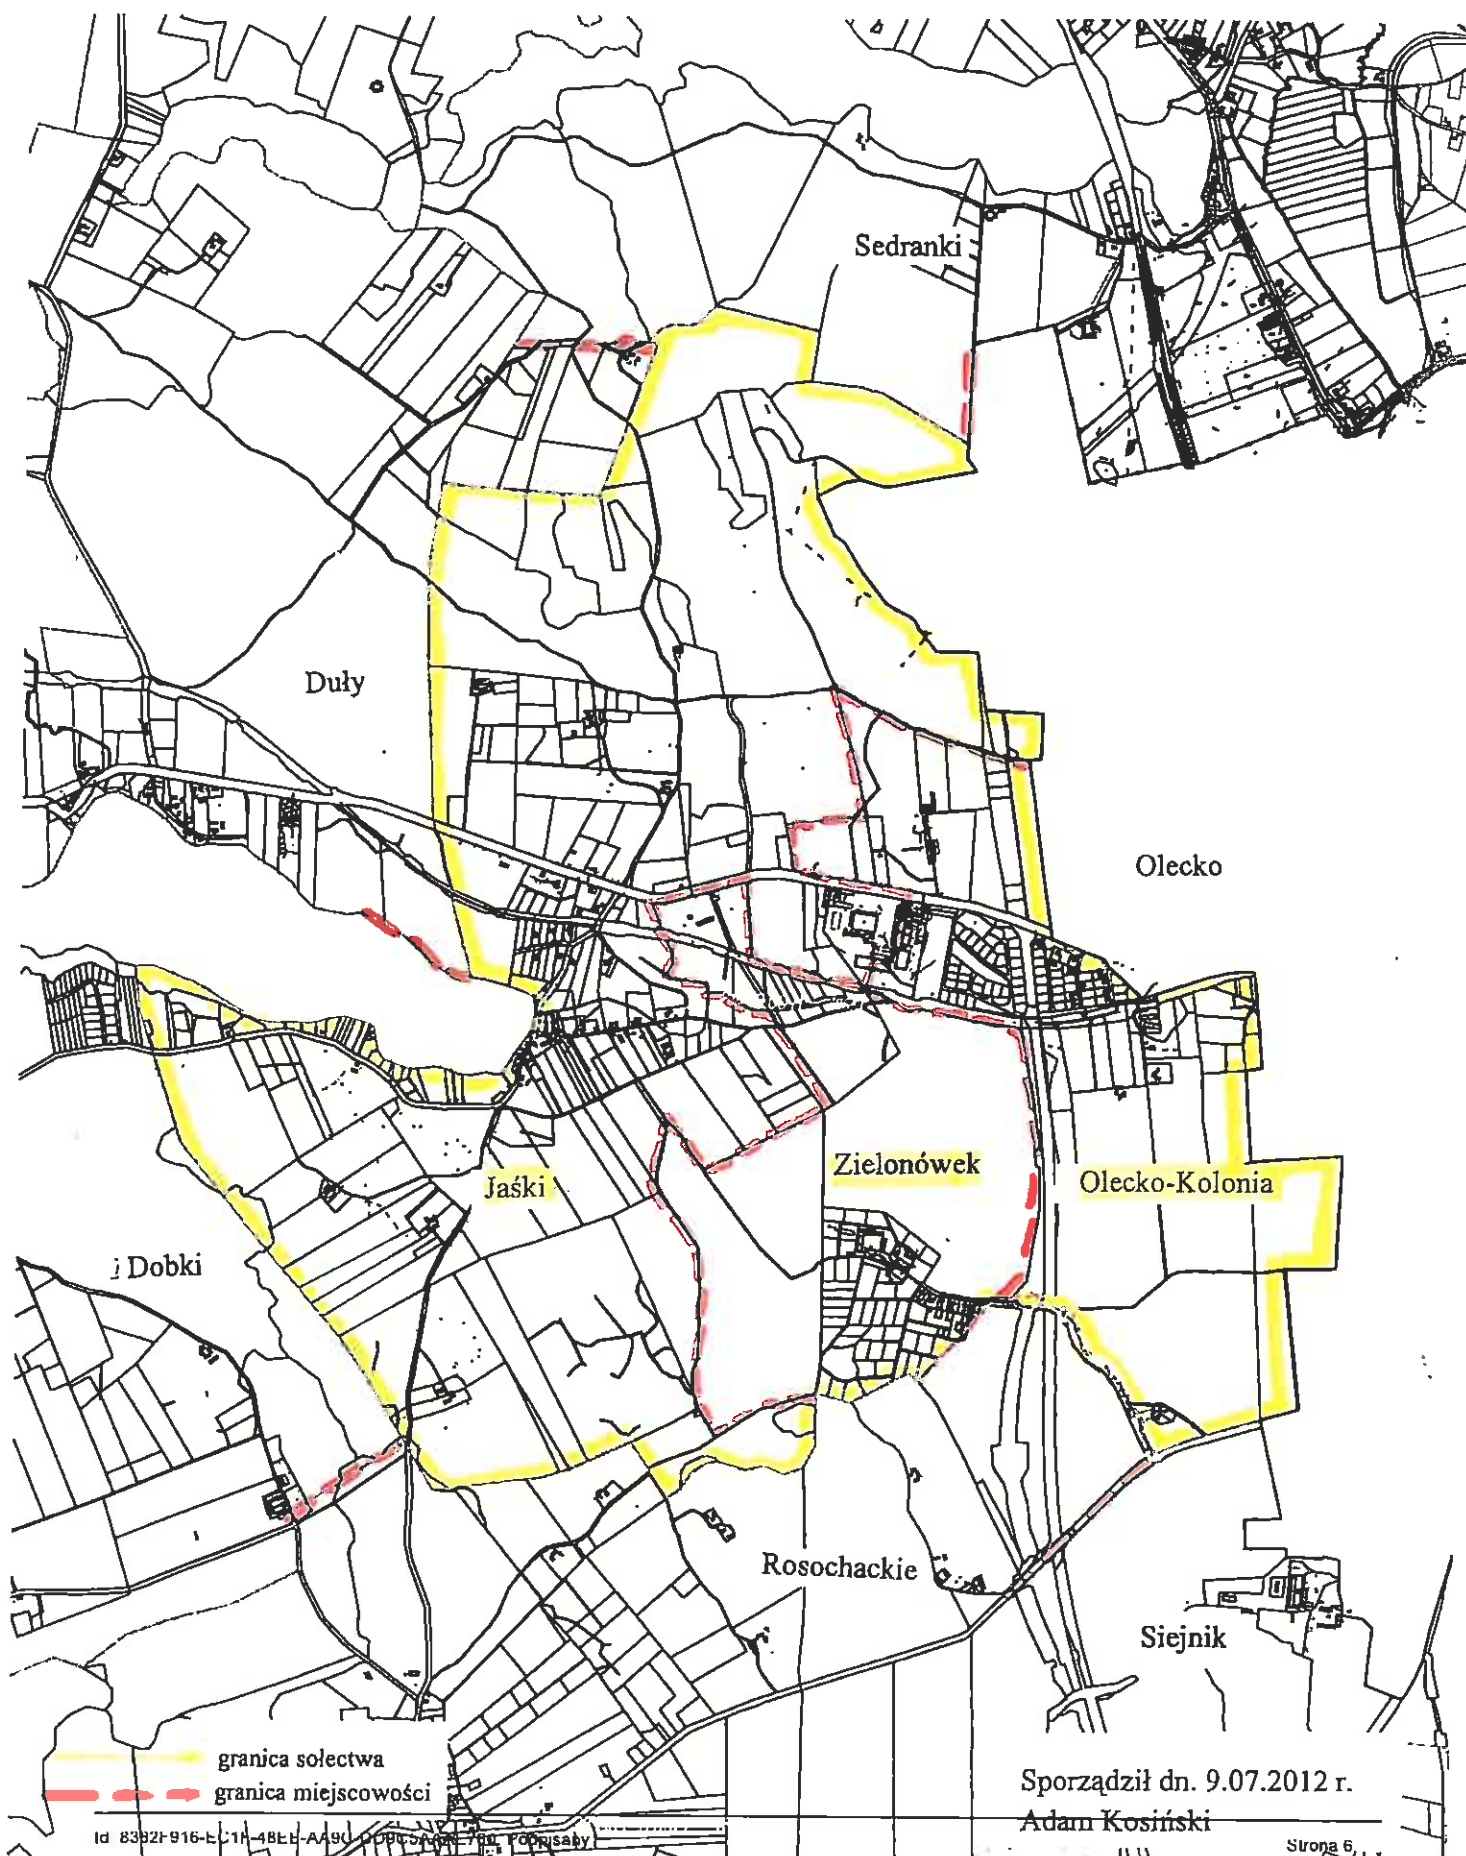 Sedranki
Duły
Olecko
Zielonówek
Jaśki
Olecko-Kolonia
Dobki
Rosochackie
Siejnik
granica sołectwa
granica miejscowości
Sporządził dn. 9.07.2012 r.
Adam Kosiński
Podpisany
Strona 6